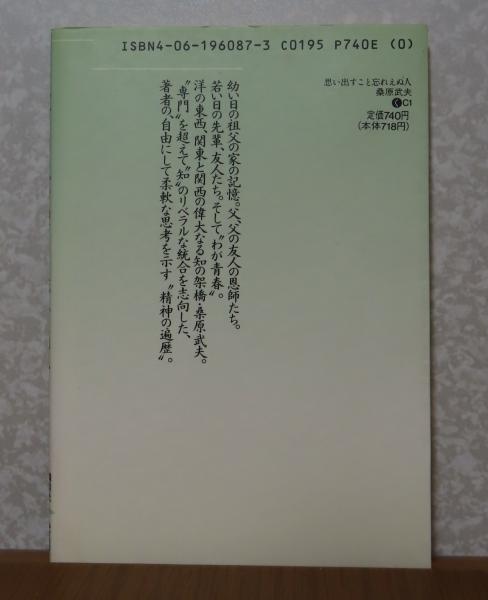 ISBN4-06-196087-3 C0195 P740E (0)
思い出すこと忘れえぬ人
桑原武夫
C1
定価740円
(本体718円)
幼い日の祖父の家の記憶。父、父の友人の恩師たち。
若い日の先輩、友人たち。そして〝わが青春〟。
洋の東西、関東と関西の偉大なる知の架橋・桑原武夫。
〝専門〟を超えて〝知〟のリベラルな統合を志向した、
著者の、自由にして柔軟な思考を示す〝精神の遍歴〟。